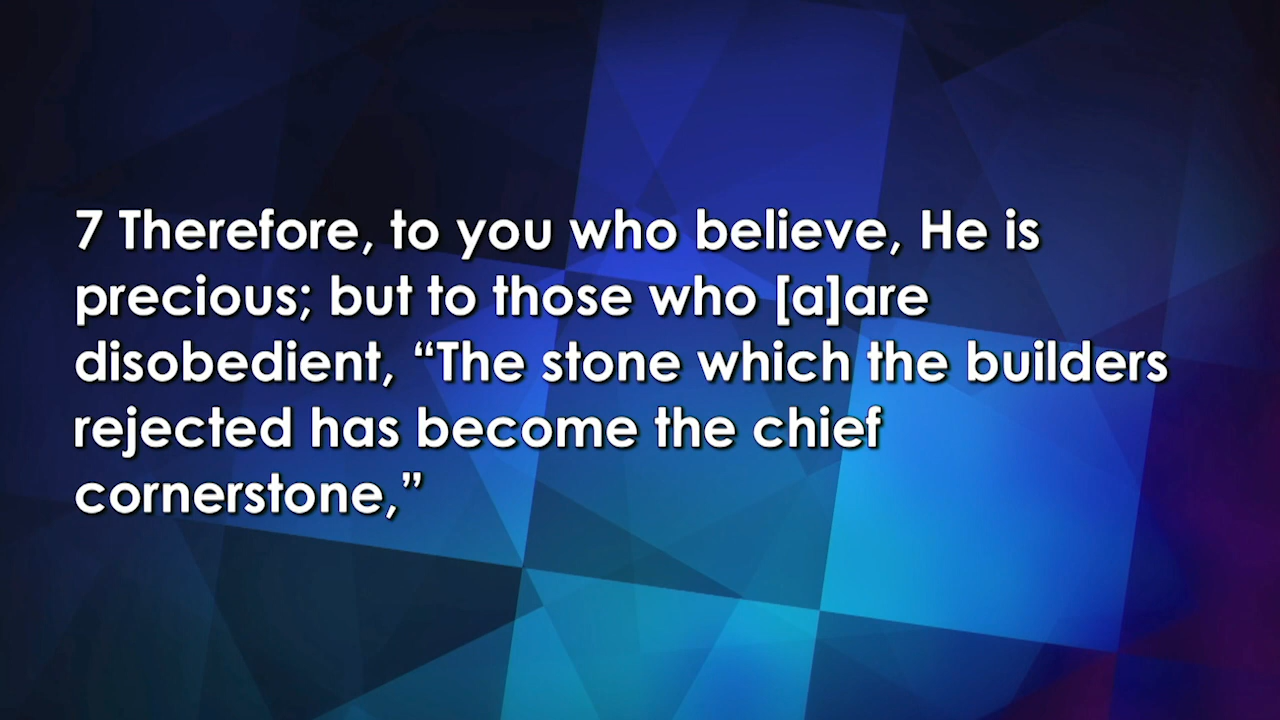 7 Therefore, to you who believe, He is
precious; but to those who [a]are
disobedient, “The stone which the builders
rejected has become the chief
cornerstone,”